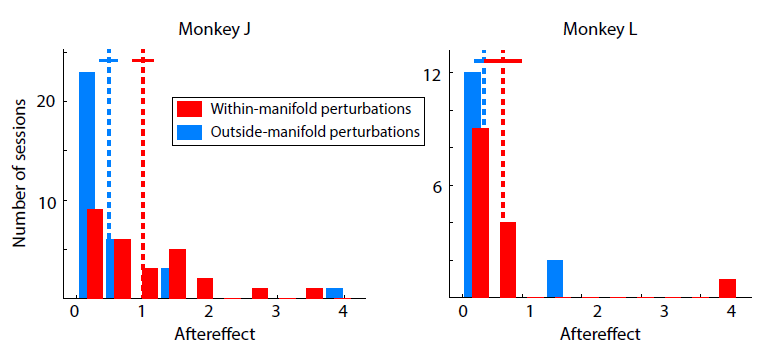 Monkey J
Monkey L
Number of sessions
20
10
Within-manifold perturbations
Outside-manifold perturbations
12
6
0 1 2 3 4
0 1 2 3 4
Aftereffect
Aftereffect